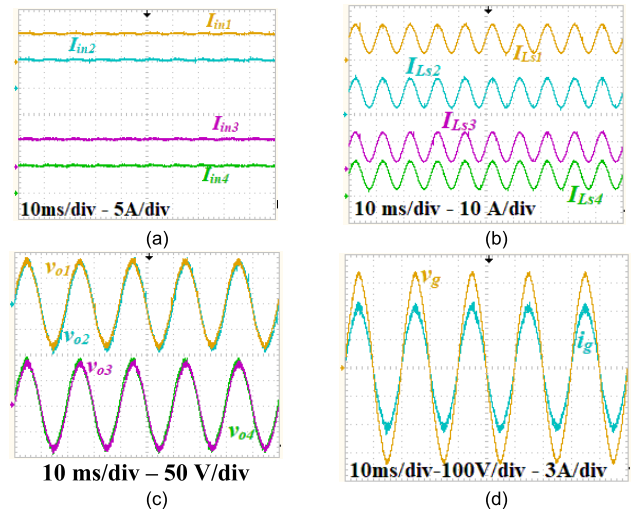 Iin1
Iin2
Iin3
Iin4
10ms/div - 5A/div
(a)
ILs1
ILs2
ILs3
ILs4
10 ms/div - 10 A/div
(b)
vo1
vo2
vo3
vo4
10 ms/div – 50 V/div
(c)
vg
ig
10ms/div-100V/div - 3A/div
(d)